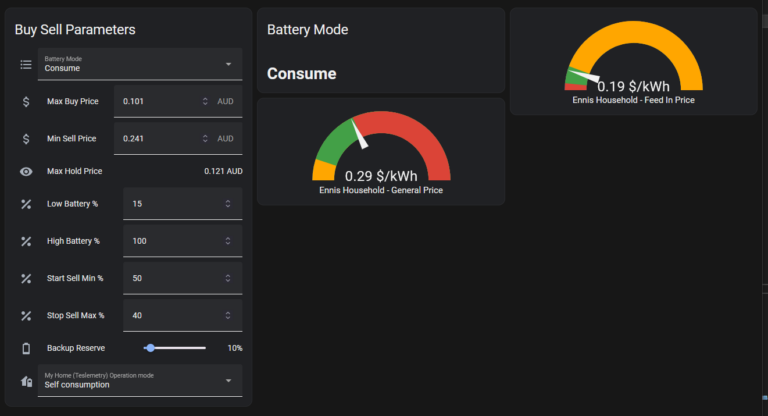 Buy Sell Parameters
Battery Mode
Consume
Max Buy Price 0.101 AUD
Min Sell Price 0.241 AUD
Max Hold Price 0.121 AUD
Low Battery % 15
High Battery % 100
Start Sell Min % 50
Stop Sell Max % 40
Backup Reserve 10%
My Home (Teslemetry) Operation mode
Self consumption
Battery Mode
Consume
0.29 $/kWh
Ennis Household - General Price
0.19 $/kWh
Ennis Household - Feed In Price